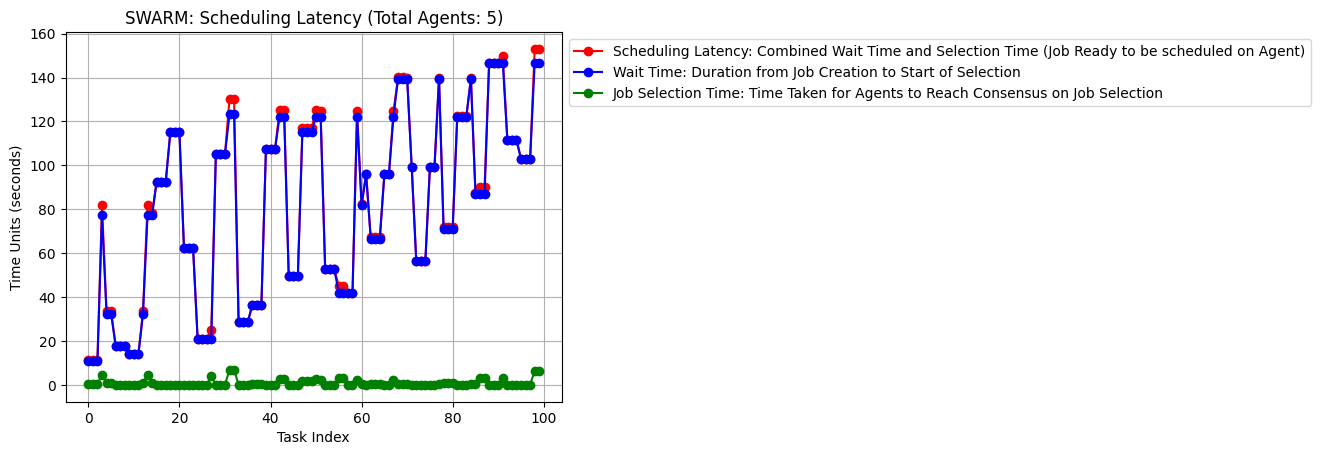 SWARM: Scheduling Latency (Total Agents: 5)
Scheduling Latency: Combined Wait Time and Selection Time (Job Ready to be scheduled on Agent)
Wait Time: Duration from Job Creation to Start of Selection
Job Selection Time: Time Taken for Agents to Reach Consensus on Job Selection
Time Units (seconds)
160
140
120
100
80
60
40
20
0
0 20 40 60 80 100
Task Index